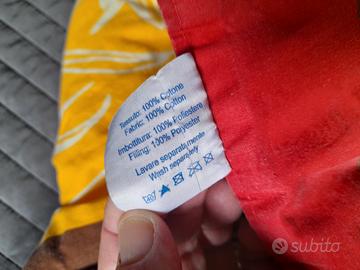 Tessuto: 100% Cotone
Fabric: 100% Cotton
Imbottitura: 100% Poliestere
Filling: 100% Polyester
Lavare separatamente
Wash separately
subito